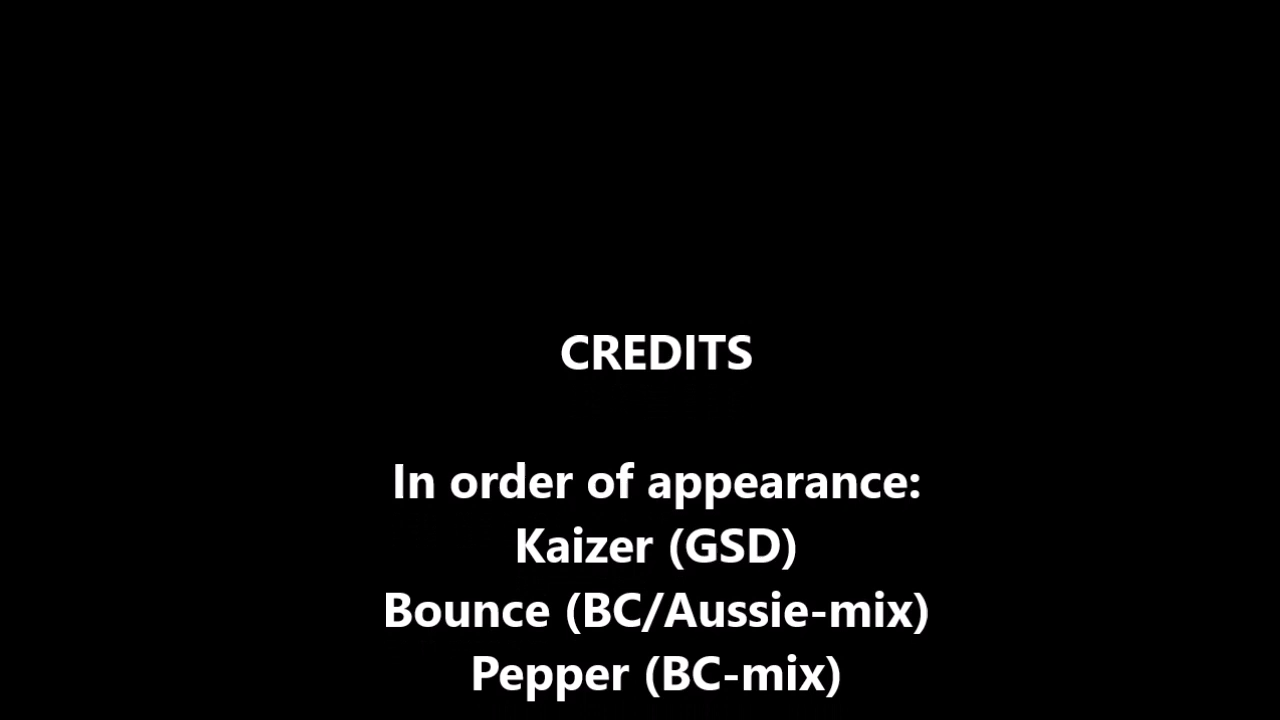 CREDITS
In order of appearance:
Kaizer (GSD)
Bounce (BC/Aussie-mix)
Pepper (BC-mix)